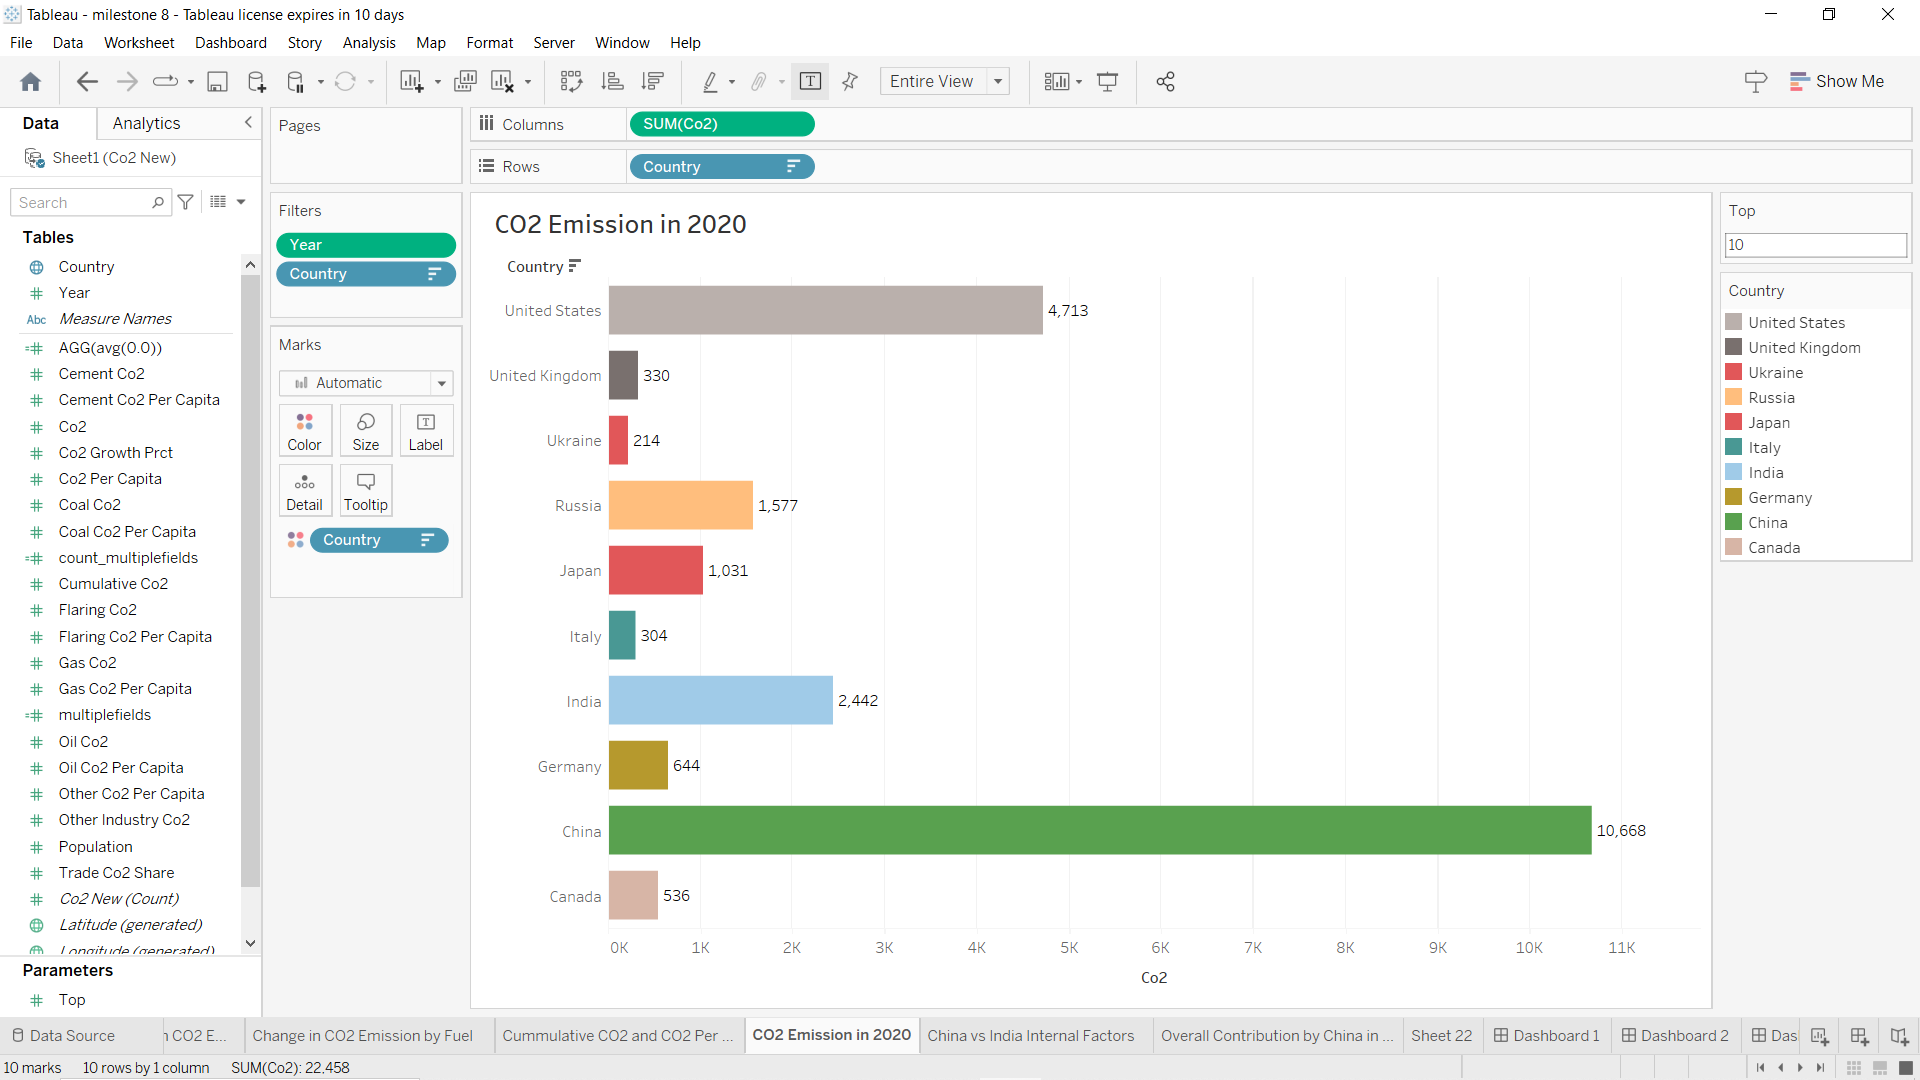 Tableau - milestone 8 - Tableau license expires in 10 days
File Data Worksheet Dashboard Story Analysis Map Format Server Window Help
Entire View
Show Me
Data Analytics
Sheet1 (Co2 New)
Search
Tables
Country
Year
Abc Measure Names
AGG(avg(0.0))
Cement Co2
Cement Co2 Per Capita
Co2
Co2 Growth Prct
Co2 Per Capita
Coal Co2
Coal Co2 Per Capita
count_multiplefields
Cumulative Co2
Flaring Co2
Flaring Co2 Per Capita
Gas Co2
Gas Co2 Per Capita
multiplefields
Oil Co2
Oil Co2 Per Capita
Other Co2 Per Capita
Other Industry Co2
Population
Trade Co2 Share
Co2 New (Count)
Latitude (generated)
Longitude (generated)
Parameters
Top
Pages
Filters
Year
Country
Marks
Automatic
Color Size Label
Detail Tooltip
Country
Columns SUM(Co2)
Rows Country
CO2 Emission in 2020
Country
United States 4,713
United Kingdom 330
Ukraine 214
Russia 1,577
Japan 1,031
Italy 304
India 2,442
Germany 644
China 10,668
Canada 536
0K 1K 2K 3K 4K 5K 6K 7K 8K 9K 10K 11K
Co2
Top
10
Country
United States
United Kingdom
Ukraine
Russia
Japan
Italy
India
Germany
China
Canada
Data Source n CO2 E... Change in CO2 Emission by Fuel Cummulative CO2 and CO2 Per ... CO2 Emission in 2020 China vs India Internal Factors Overall Contribution by China in ... Sheet 22 Dashboard 1 Dashboard 2 Das
10 marks 10 rows by 1 column SUM(Co2): 22,458